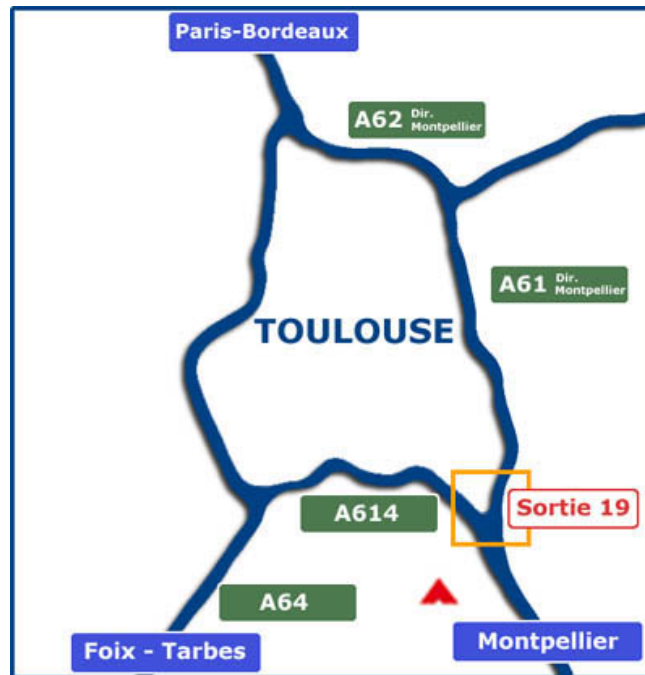 Paris-Bordeaux
A62 Dir. Montpellier
A61 Dir. Montpellier
TOULOUSE
Sortie 19
A614
A64
Foix - Tarbes
Montpellier